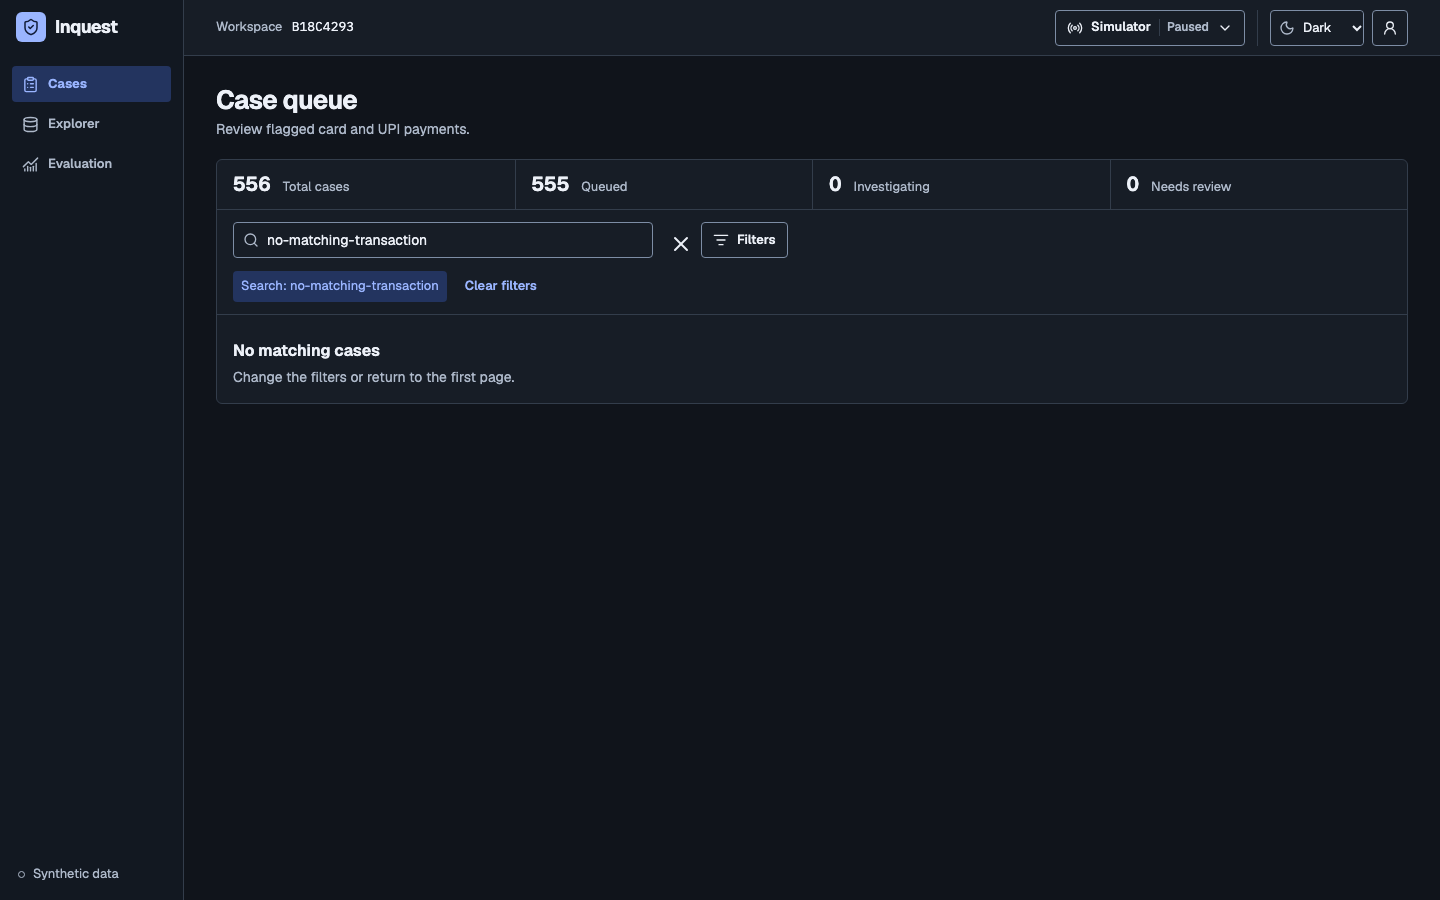 Inquest
Workspace B18C4293
Simulator Paused
Dark
Cases
Explorer
Evaluation
Case queue
Review flagged card and UPI payments.
556 Total cases
555 Queued
0 Investigating
0 Needs review
no-matching-transaction
Filters
Search: no-matching-transaction
Clear filters
No matching cases
Change the filters or return to the first page.
Synthetic data